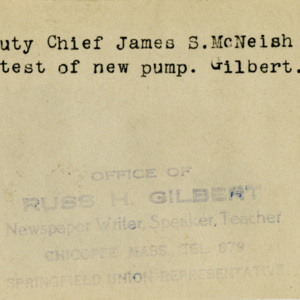 uty Chief James S.McNeish
test of new pump. Gilbert.
OFFICE OF
RUSS H. GILBERT
Newspaper Writer, Speaker, Teacher
CHICOPEE MASS. TEL. 879
SPRINGFIELD UNION REPRESENTATIVE